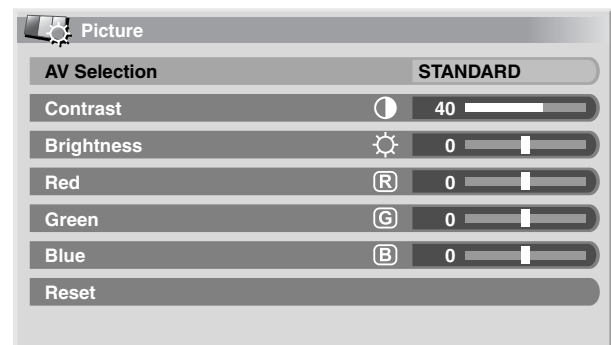 Picture
AV Selection STANDARD
Contrast 40
Brightness 0
Red R 0
Green G 0
Blue B 0
Reset